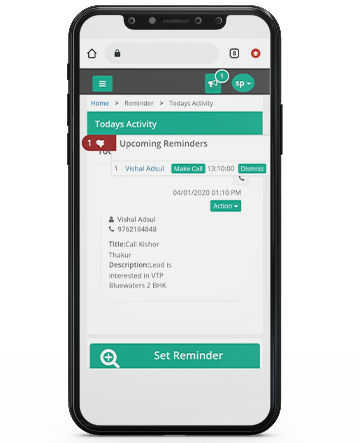 8
1
sp
Home > Reminder > Todays Activity
Todays Activity
1
Upcoming Reminders
1 Vishal Adsul Make Call 13:10:00 Dismiss
04/01/2020 01:10 PM
Action
Vishal Adsul
9762184848
Title:Call Kishor
Thakur
Description:Lead is
interested in VTP
Bluewaters 2 BHK
Set Reminder